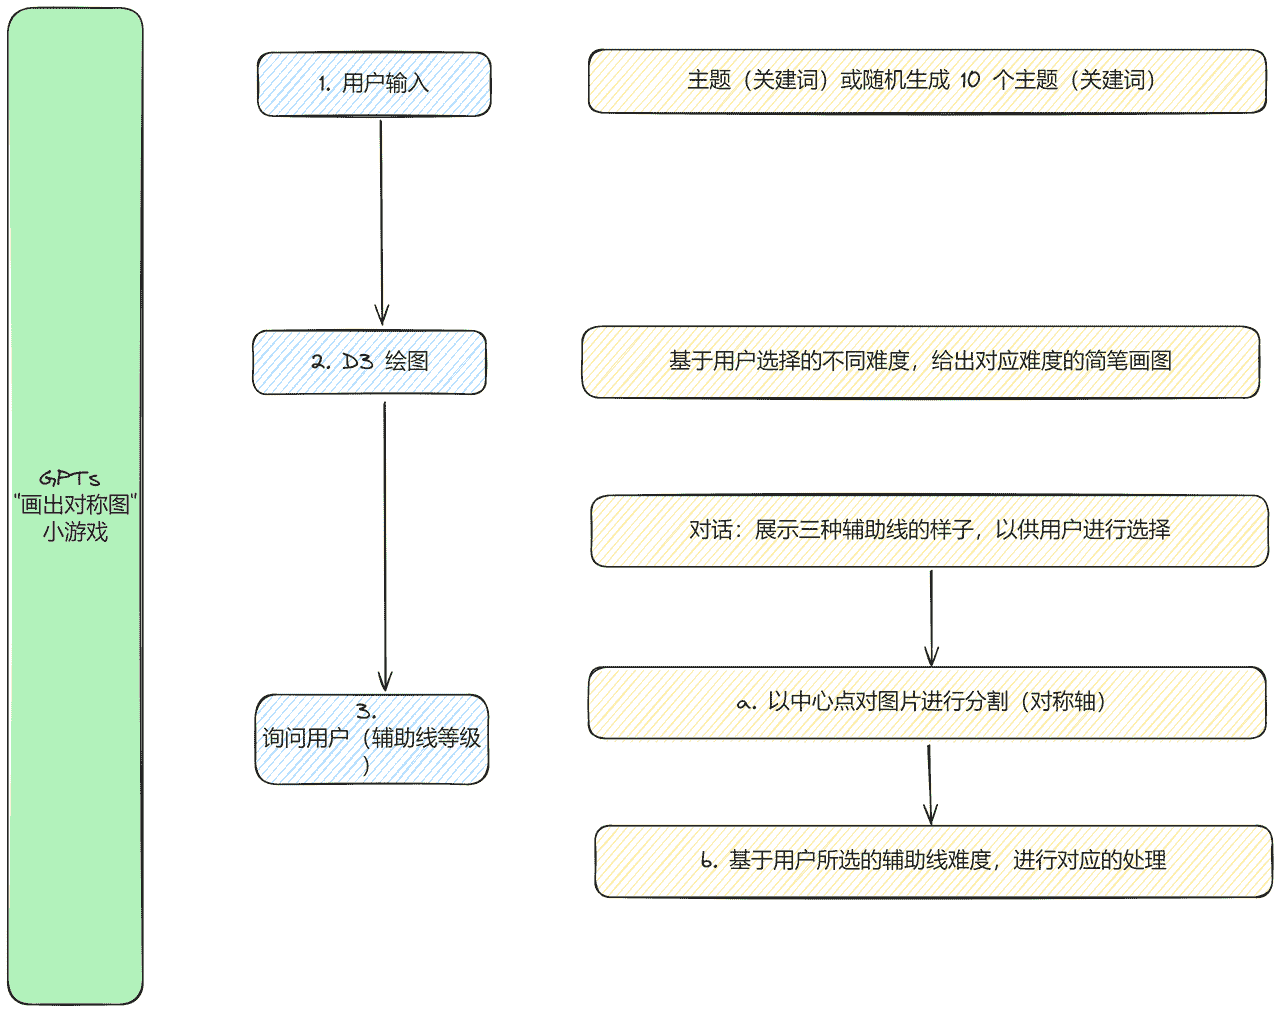 GPTs
"画出对称图"
小游戏
1. 用户输入
主题（关建词）或随机生成 10 个主题（关建词）
2. D3 绘图
基于用户选择的不同难度，给出对应难度的简笔画图
对话：展示三种辅助线的样子，以供用户进行选择
3.
询问用户（辅助线等级
）
a. 以中心点对图片进行分割（对称轴）
b. 基于用户所选的辅助线难度，进行对应的处理